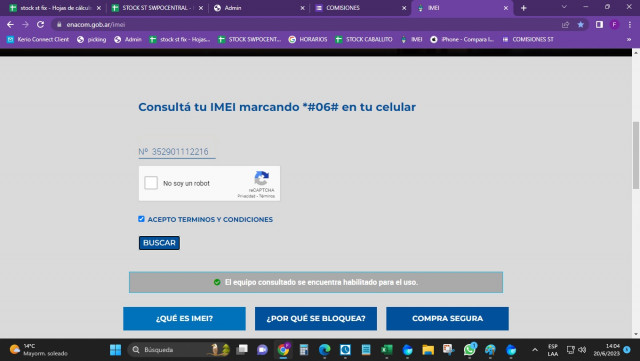 stock st fix - Hojas de cálculo
STOCK ST SWPOCENTRAL -
Admin
COMISIONES
IMEI
enacom.gob.ar/imei
Kerio Connect Client
picking
Admin
stock st fix - Hojas...
STOCK SWPOCENT...
HORARIOS
STOCK CABALLITO
IMEI
iPhone - Compara l...
COMISIONES ST
Consultá tu IMEI marcando *#06# en tu celular
Nº 352901112216
No soy un robot
reCAPTCHA
Privacidad - Términos
ACEPTO TERMINOS Y CONDICIONES
BUSCAR
El equipo consultado se encuentra habilitado para el uso.
¿QUÉ ES IMEI?
¿POR QUÉ SE BLOQUEA?
COMPRA SEGURA
14°C
Mayorm. soleado
Búsqueda
ESP
LAA
14:04
20/6/2023